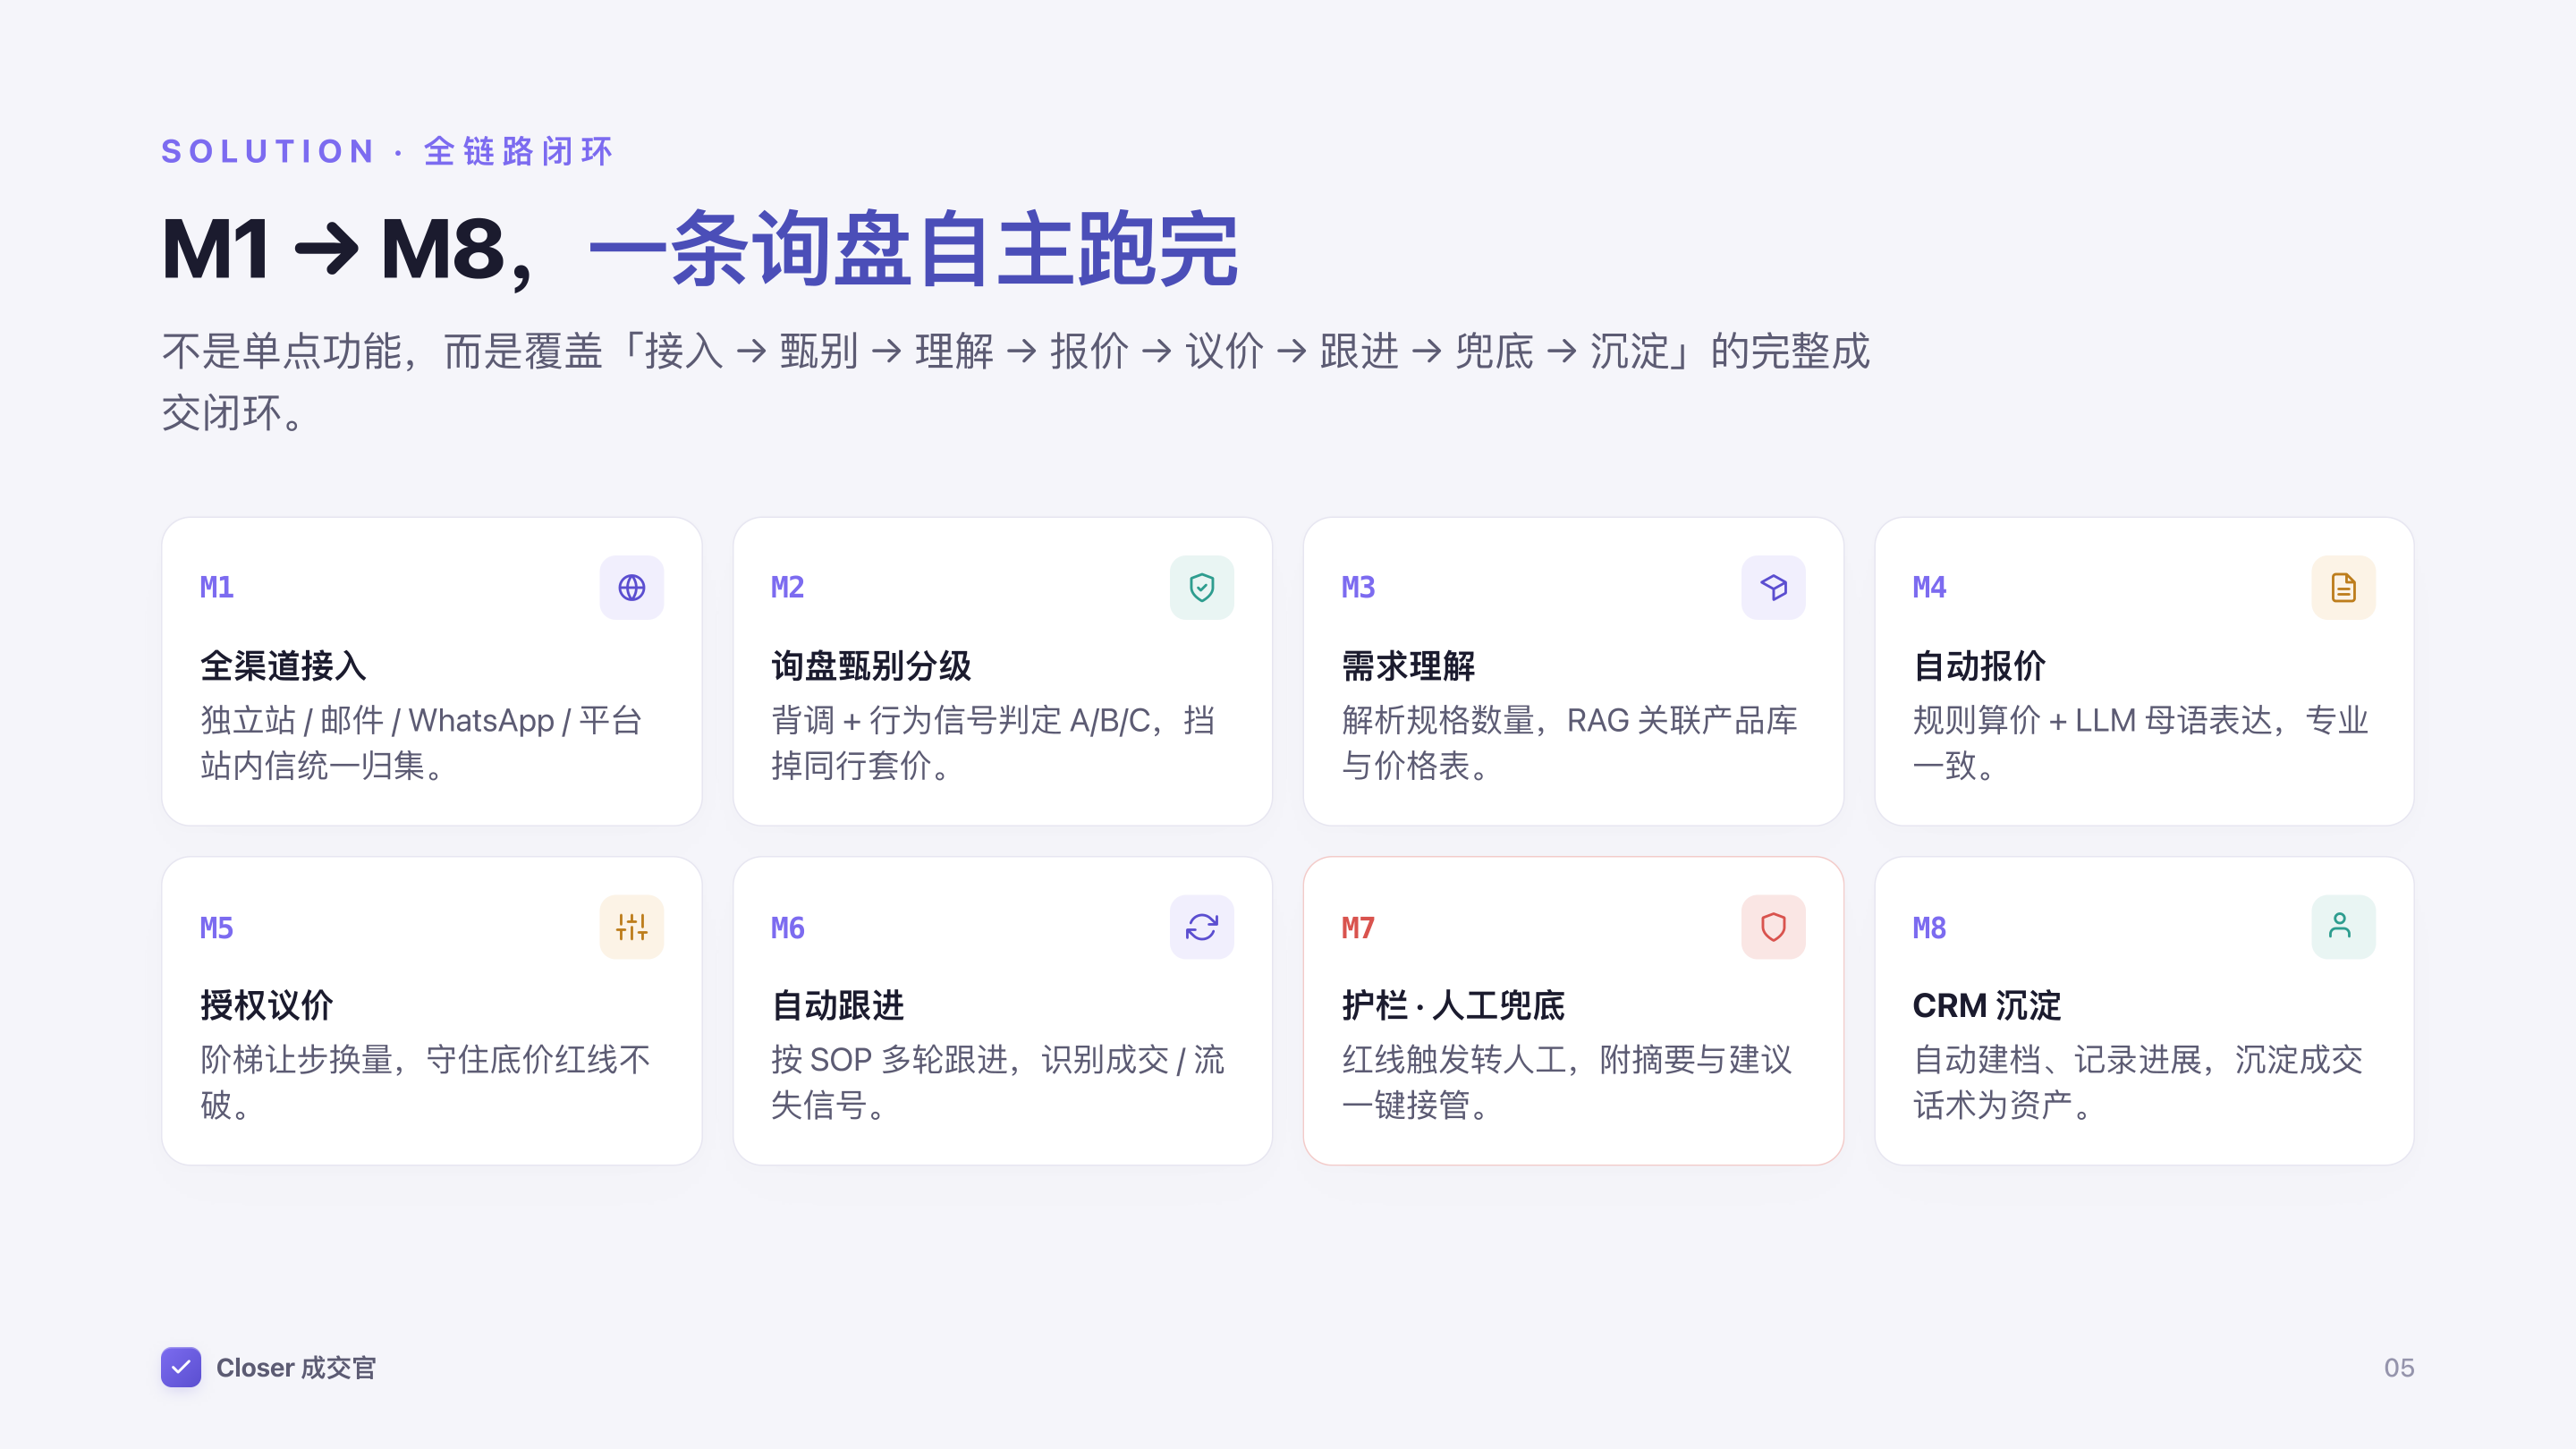 SOLUTION · 全链路闭环
M1 → M8，一条询盘自主跑完
不是单点功能，而是覆盖「接入 → 甄别 → 理解 → 报价 → 议价 → 跟进 → 兜底 → 沉淀」的完整成
交闭环。
M1
全渠道接入
独立站 / 邮件 / WhatsApp / 平台
站内信统一归集。
M2
询盘甄别分级
背调 + 行为信号判定 A/B/C，挡
掉同行套价。
M3
需求理解
解析规格数量，RAG 关联产品库
与价格表。
M4
自动报价
规则算价 + LLM 母语表达，专业
一致。
M5
授权议价
阶梯让步换量，守住底价红线不
破。
M6
自动跟进
按 SOP 多轮跟进，识别成交 / 流
失信号。
M7
护栏 · 人工兜底
红线触发转人工，附摘要与建议
一键接管。
M8
CRM 沉淀
自动建档、记录进展，沉淀成交
话术为资产。
Closer 成交官
05